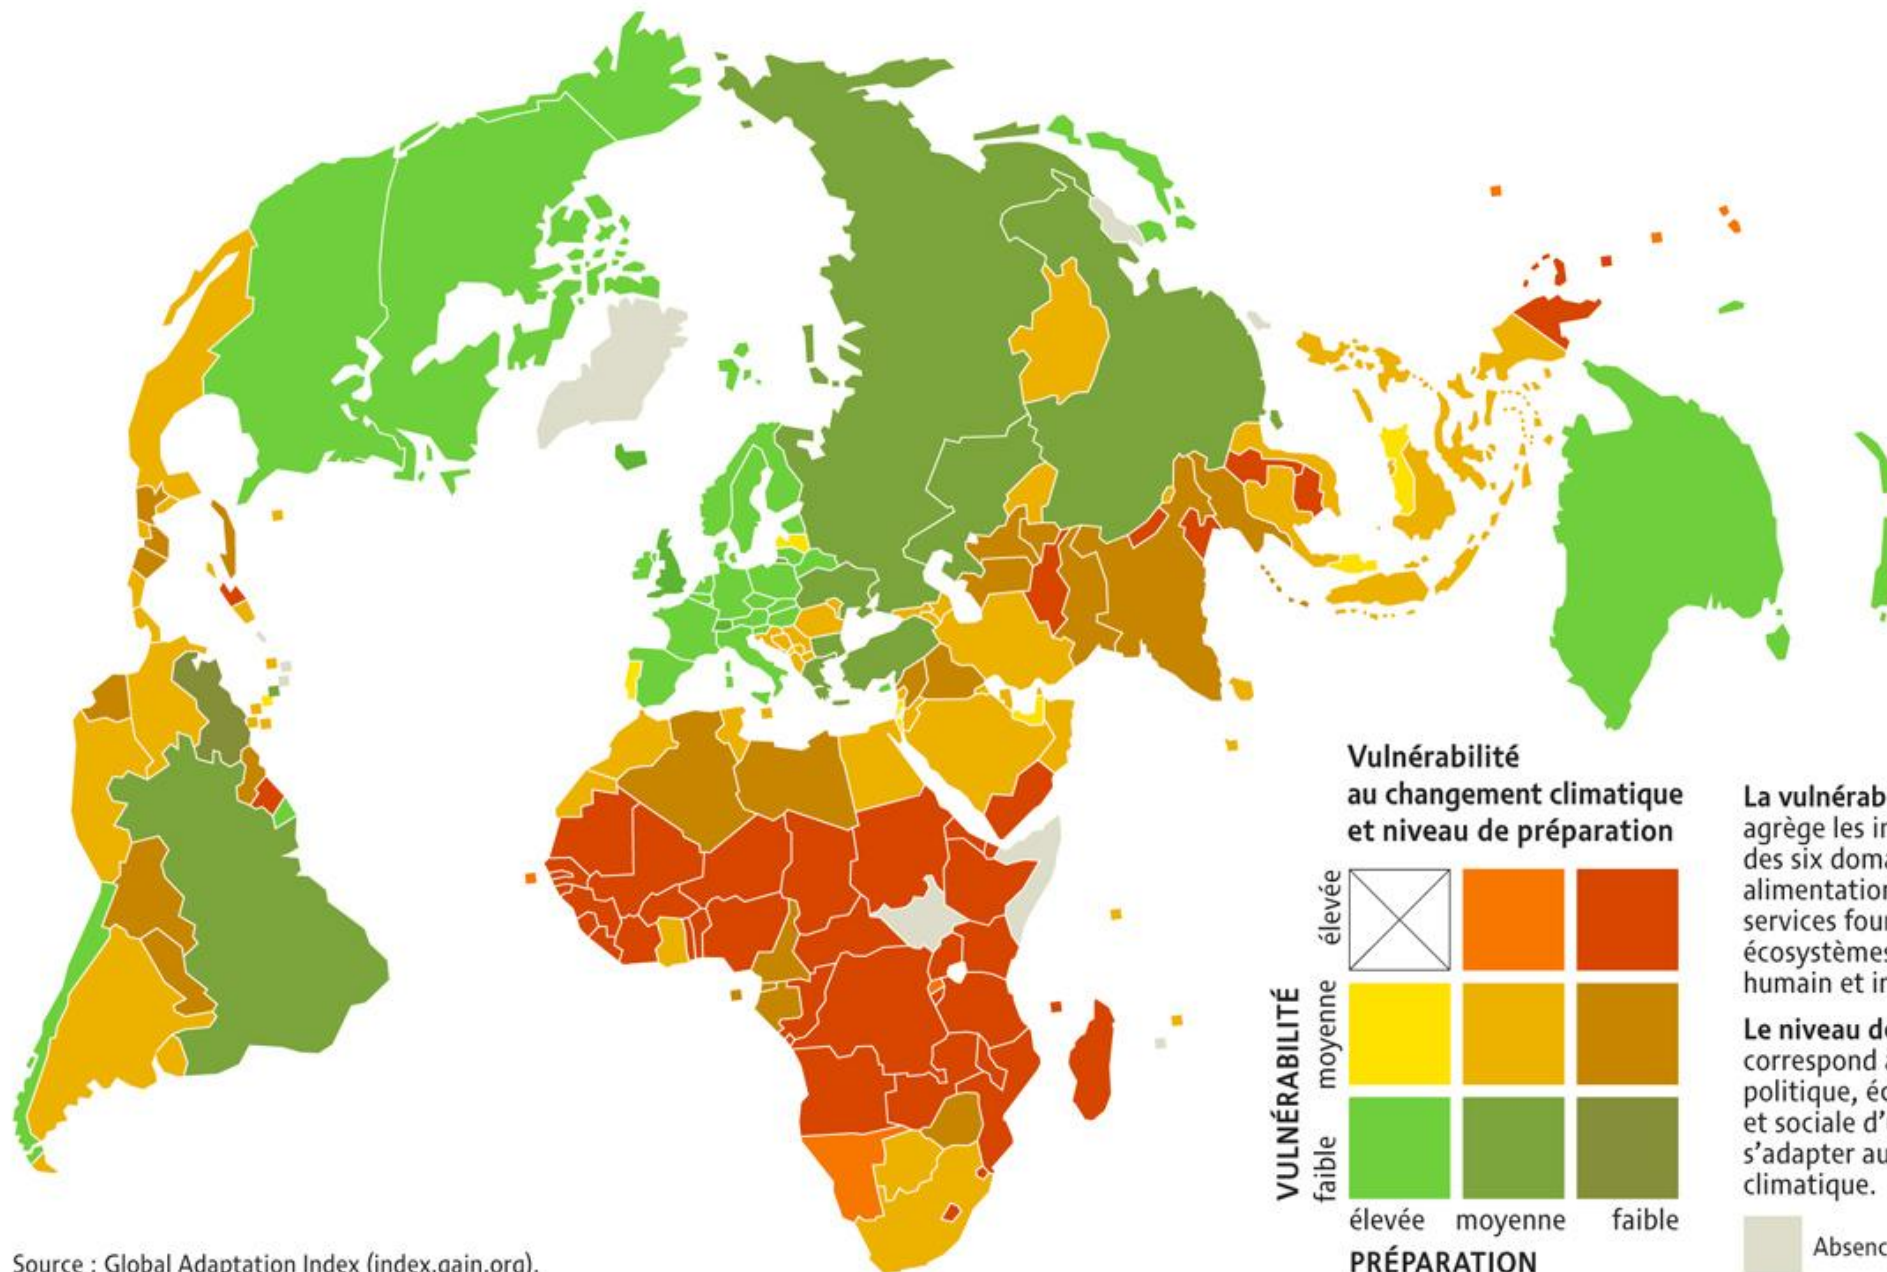 Vulnérabilité
au changement climatique
et niveau de préparation
élevée
moyenne
faible
VULNÉRABILITÉ
élevée moyenne faible
PRÉPARATION
La vulnérab
agrège les in
des six doma
alimentation
services four
écosystèmes
humain et in
Le niveau de
correspond a
politique, éc
et sociale d'u
s'adapter au
climatique.
Absenc
Source : Global Adaptation Index (index.gain.org).